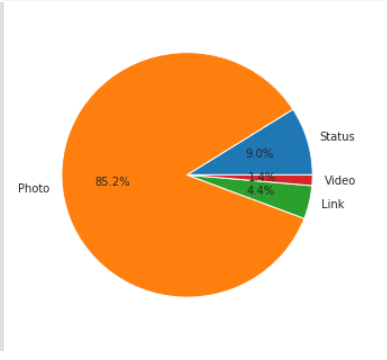 Status
9.0%
1.4%
Video
85.2%
Photo
4.4%
Link